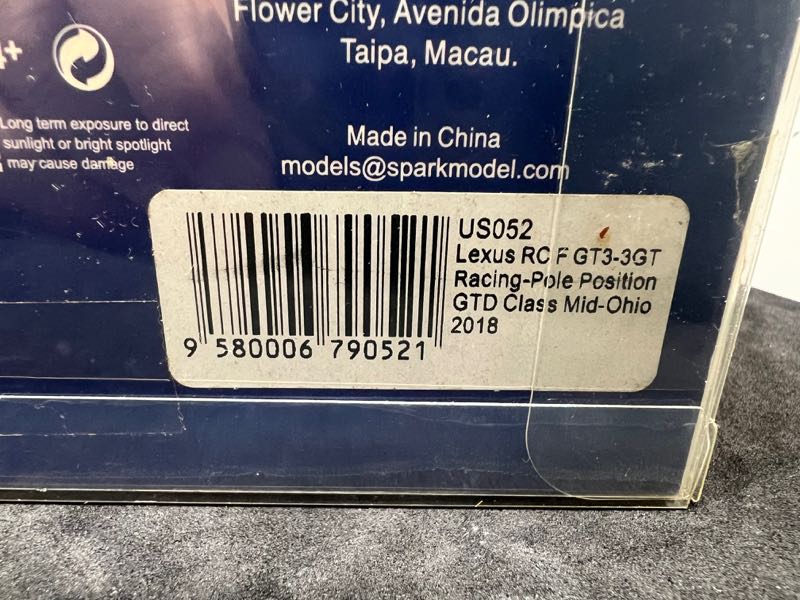 Flower City, Avenida Olimpica
Taipa, Macau.
4+
Long term exposure to direct
sunlight or bright spotlight
may cause damage
Made in China
models@sparkmodel.com
US052
Lexus RC F GT3-3GT
Racing-Pole Position
GTD Class Mid-Ohio
2018
9 580006 790521